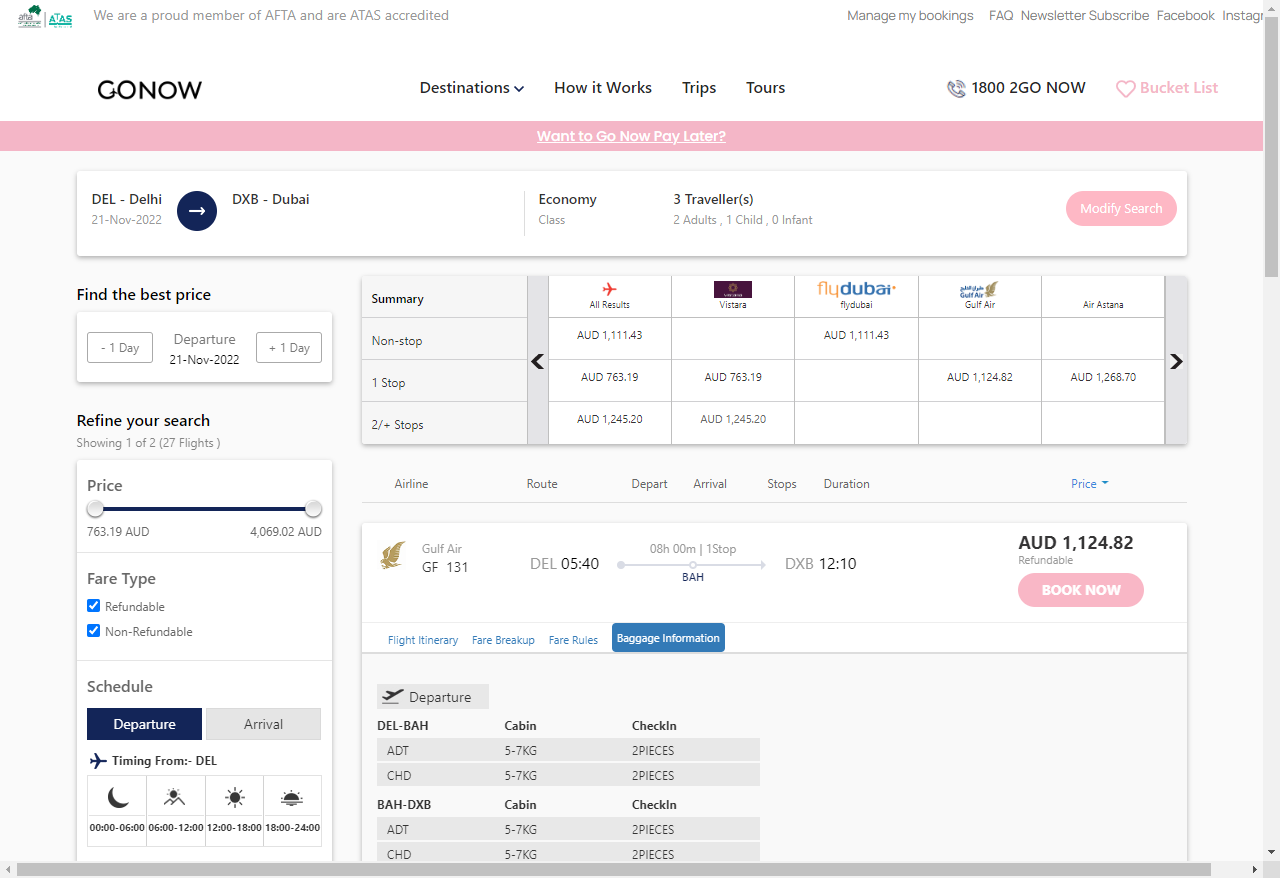 afta ATAS We are a proud member of AFTA and are ATAS accredited Manage my bookings FAQ Newsletter Subscribe Facebook Instagr
GONOW Destinations How it Works Trips Tours 1800 2GO NOW Bucket List
Want to Go Now Pay Later?
DEL - Delhi DXB - Dubai Economy 3 Traveller(s) Modify Search
21-Nov-2022 Class 2 Adults , 1 Child , 0 Infant
Find the best price
- 1 Day Departure + 1 Day
21-Nov-2022
Refine your search
Showing 1 of 2 (27 Flights )
Price
763.19 AUD 4,069.02 AUD
Fare Type
Refundable
Non-Refundable
Schedule
Departure Arrival
Timing From:- DEL
00:00-06:00 06:00-12:00 12:00-18:00 18:00-24:00
Summary All Results Vistara flydubai flydubai Gulf Air Gulf Air Air Astana
Non-stop AUD 1,111.43 AUD 1,111.43
1 Stop AUD 763.19 AUD 763.19 AUD 1,124.82 AUD 1,268.70
2/+ Stops AUD 1,245.20 AUD 1,245.20
Airline Route Depart Arrival Stops Duration Price
Gulf Air 08h 00m | 1Stop AUD 1,124.82
GF 131 DEL 05:40 DXB 12:10 Refundable
BAH BOOK NOW
Flight Itinerary Fare Breakup Fare Rules Baggage Information
Departure
DEL-BAH Cabin CheckIn
ADT 5-7KG 2PIECES
CHD 5-7KG 2PIECES
BAH-DXB Cabin CheckIn
ADT 5-7KG 2PIECES
CHD 5-7KG 2PIECES